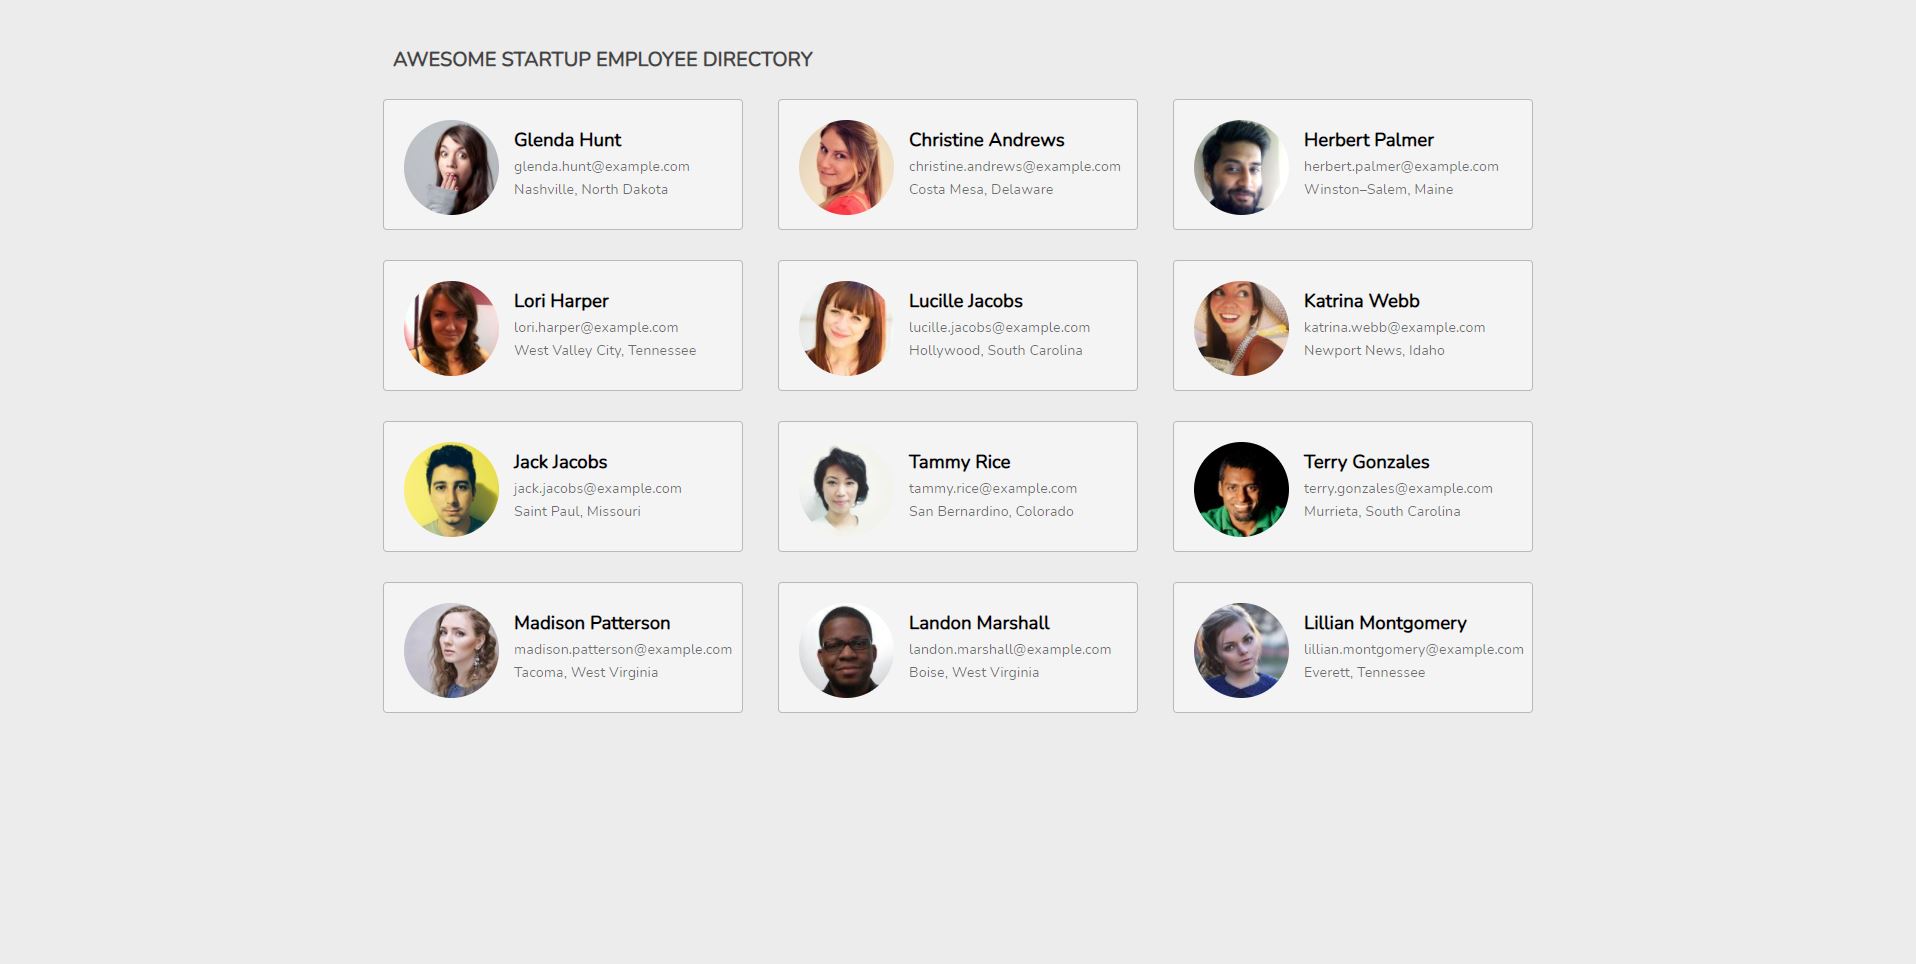 AWESOME STARTUP EMPLOYEE DIRECTORY
Glenda Hunt
glenda.hunt@example.com
Nashville, North Dakota
Christine Andrews
christine.andrews@example.com
Costa Mesa, Delaware
Herbert Palmer
herbert.palmer@example.com
Winston–Salem, Maine
Lori Harper
lori.harper@example.com
West Valley City, Tennessee
Lucille Jacobs
lucille.jacobs@example.com
Hollywood, South Carolina
Katrina Webb
katrina.webb@example.com
Newport News, Idaho
Jack Jacobs
jack.jacobs@example.com
Saint Paul, Missouri
Tammy Rice
tammy.rice@example.com
San Bernardino, Colorado
Terry Gonzales
terry.gonzales@example.com
Murrieta, South Carolina
Madison Patterson
madison.patterson@example.com
Tacoma, West Virginia
Landon Marshall
landon.marshall@example.com
Boise, West Virginia
Lillian Montgomery
lillian.montgomery@example.com
Everett, Tennessee